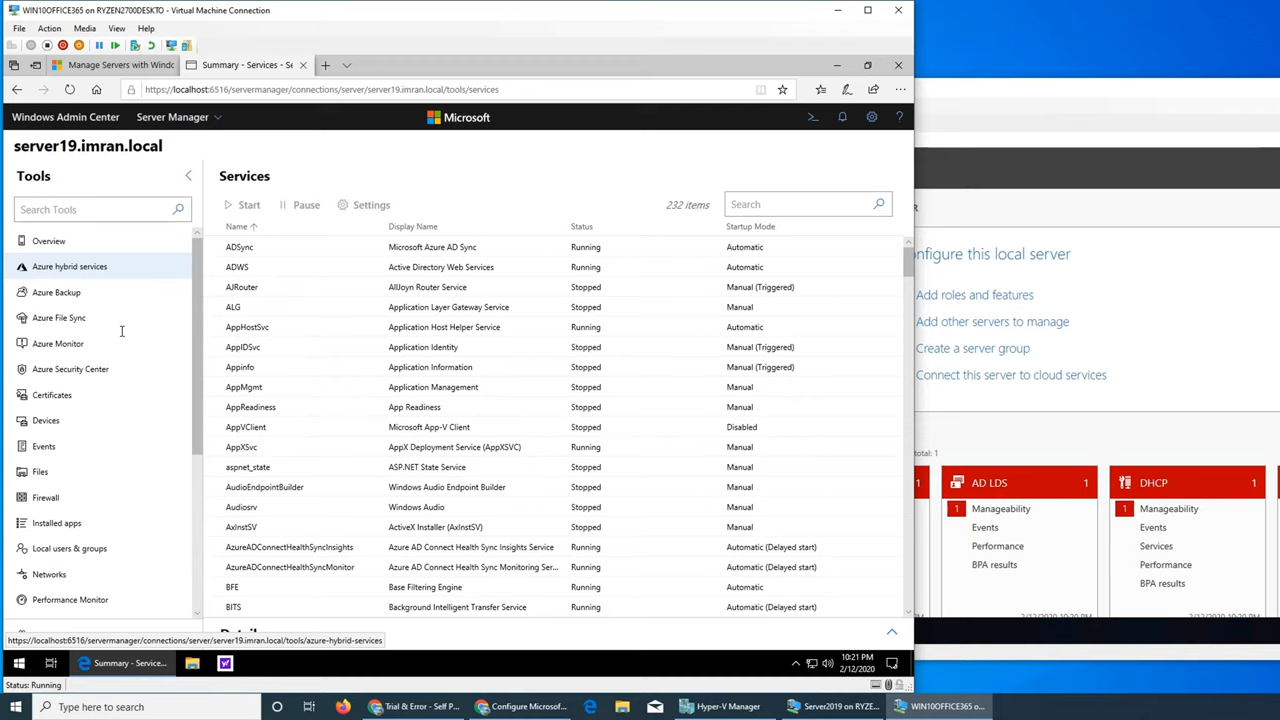 WIN10OFFICE365 on RYZEN2700DESKTO - Virtual Machine Connection
File Action Media View Help
Manage Servers with Windo
Summary - Services - Se
https://localhost:6516/servermanager/connections/server/server19.imran.local/tools/services
Windows Admin Center Server Manager Microsoft
server19.imran.local
Tools
Search Tools
Overview
Azure hybrid services
Azure Backup
Azure File Sync
Azure Monitor
Azure Security Center
Certificates
Devices
Events
Files
Firewall
Installed apps
Local users & groups
Networks
Performance Monitor
Services
Start Pause Settings 232 items Search
Name Display Name Status Startup Mode
ADSync Microsoft Azure AD Sync Running Automatic
ADWS Active Directory Web Services Running Automatic
AJRouter AllJoyn Router Service Stopped Manual (Triggered)
ALG Application Layer Gateway Service Stopped Manual
AppHostSvc Application Host Helper Service Running Automatic
AppIDSvc Application Identity Stopped Manual (Triggered)
Appinfo Application Information Stopped Manual (Triggered)
AppMgmt Application Management Stopped Manual
AppReadiness App Readiness Stopped Manual
AppVClient Microsoft App-V Client Stopped Disabled
AppXSvc AppX Deployment Service (AppXSVC) Running Manual
aspnet_state ASP.NET State Service Stopped Manual
AudioEndpointBuilder Windows Audio Endpoint Builder Stopped Manual
Audiosrv Windows Audio Stopped Manual
AxInstSV ActiveX Installer (AxInstSV) Stopped Manual
AzureADConnectHealthSyncInsights Azure AD Connect Health Sync Insights Service Running Automatic (Delayed start)
AzureADConnectHealthSyncMonitor Azure AD Connect Health Sync Monitoring Ser... Running Automatic (Delayed start)
BFE Base Filtering Engine Running Automatic
BITS Background Intelligent Transfer Service Running Automatic (Delayed start)
https://localhost:6516/servermanager/connections/server/server19.imran.local/tools/azure-hybrid-services
Summary - Service...
10:21 PM
2/12/2020
Status: Running
nfigure this local server
Add roles and features
Add other servers to manage
Create a server group
Connect this server to cloud services
total: 1
AD LDS 1
1 Manageability
Events
Performance
BPA results
DHCP 1
1 Manageability
Events
Services
Performance
BPA results
Type here to search
Trial & Error - Self P...
Configure Microsof...
Hyper-V Manager
Server2019 on RYZE...
WIN10OFFICE365 o...